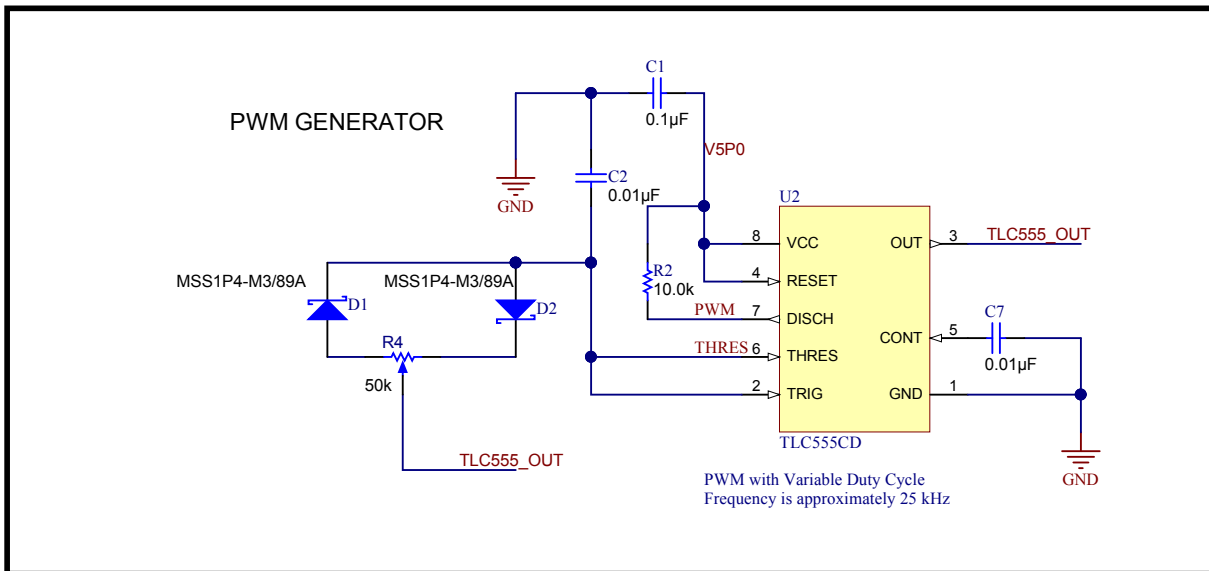 C1
PWM GENERATOR
0.1µF
V5P0
C2
0.01µF
GND
U2
8 VCC OUT 3 TLC555_OUT
MSS1P4-M3/89A MSS1P4-M3/89A
R2
10.0k
4 RESET
D1 D2
PWM 7 DISCH
C7
CONT 5
0.01µF
R4
THRES 6 THRES
50k
2 TRIG GND 1
TLC555CD
TLC555_OUT
GND
PWM with Variable Duty Cycle
Frequency is approximately 25 kHz